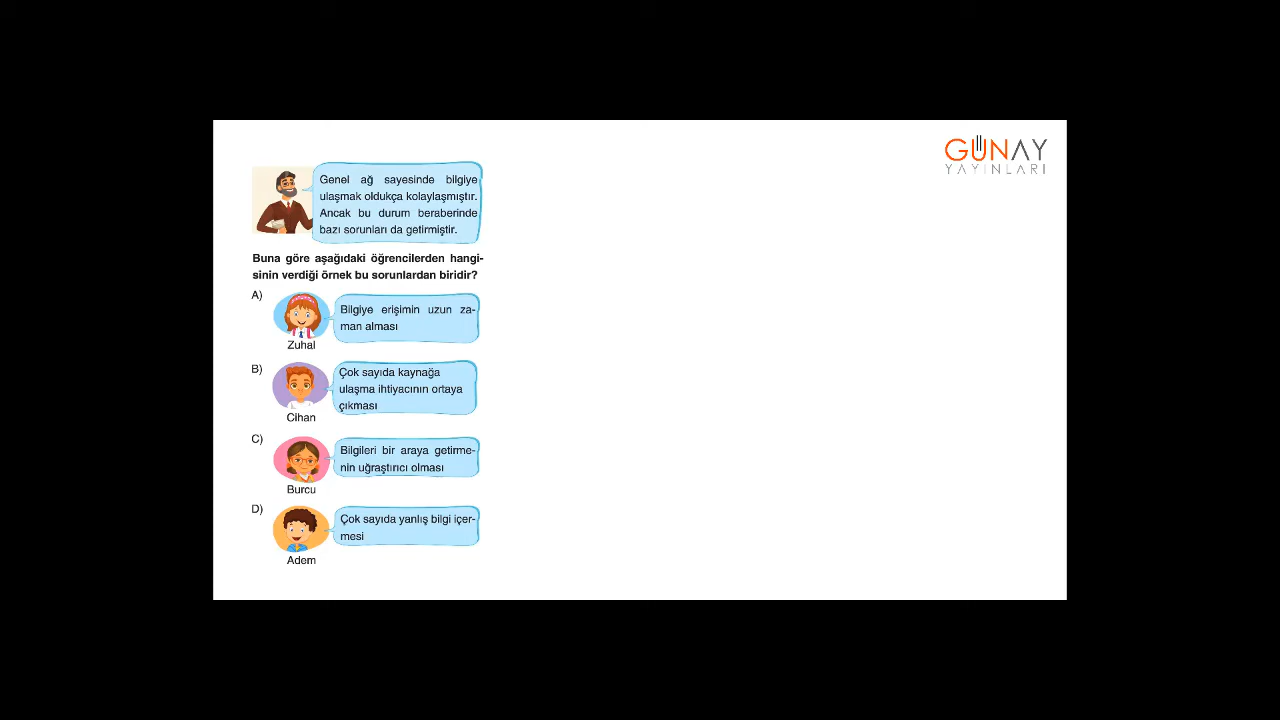 GÜNAY
YAYINLARI
Genel ağ sayesinde bilgiye
ulaşmak oldukça kolaylaşmıştır.
Ancak bu durum beraberinde
bazı sorunları da getirmiştir.
Buna göre aşağıdaki öğrencilerden hangi-
sinin verdiği örnek bu sorunlardan biridir?
A)
Bilgiye erişimin uzun za-
man alması
Zuhal
B)
Çok sayıda kaynağa
ulaşma ihtiyacının ortaya
çıkması
Cihan
C)
Bilgileri bir araya getirme-
nin uğraştırıcı olması
Burcu
D)
Çok sayıda yanlış bilgi içer-
mesi
Adem